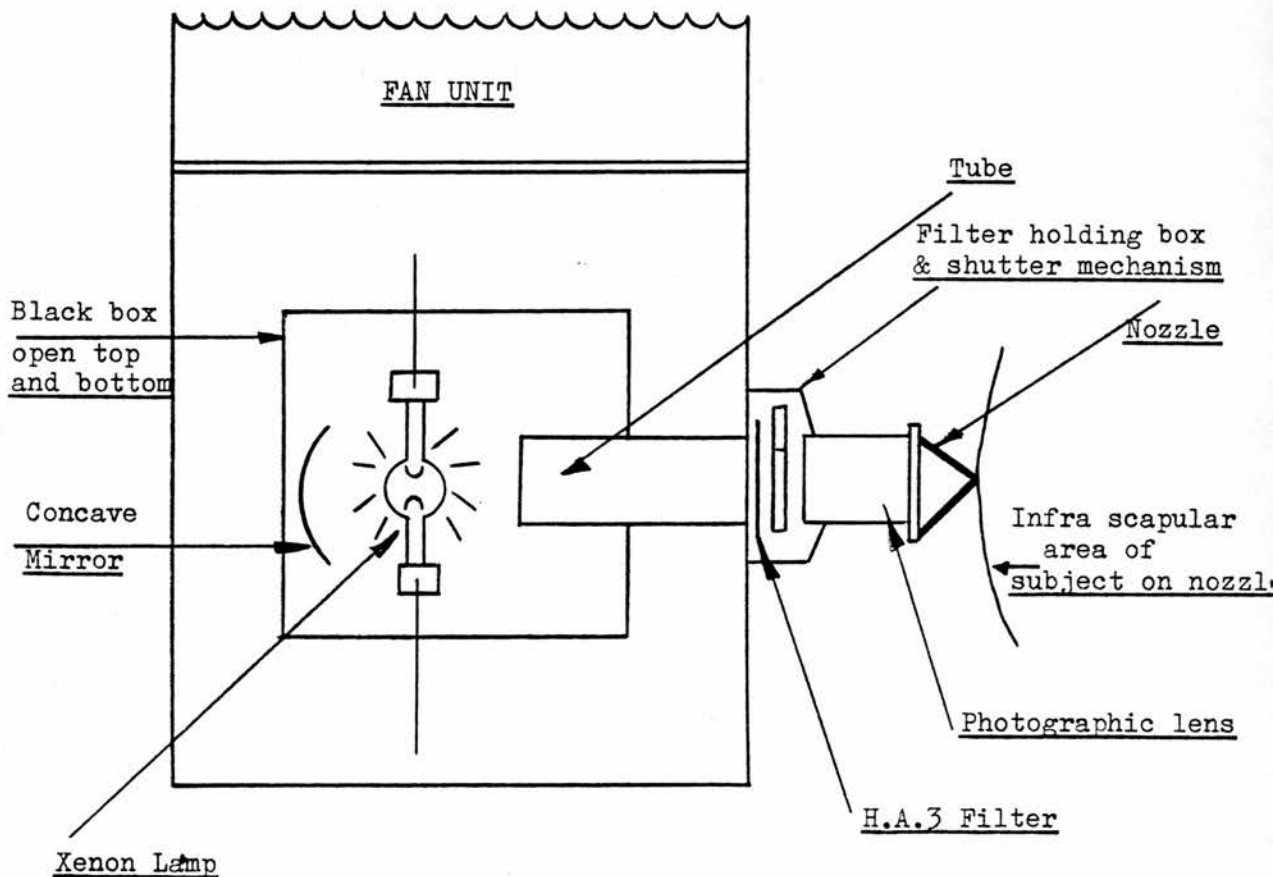 FAN UNIT
Tube
Filter holding box
& shutter mechanism
Nozzle
Black box
open top
and bottom
Concave
Mirror
Infra scapular
area of
subject on nozzle
Photographic lens
H.A.3 Filter
Xenon Lamp